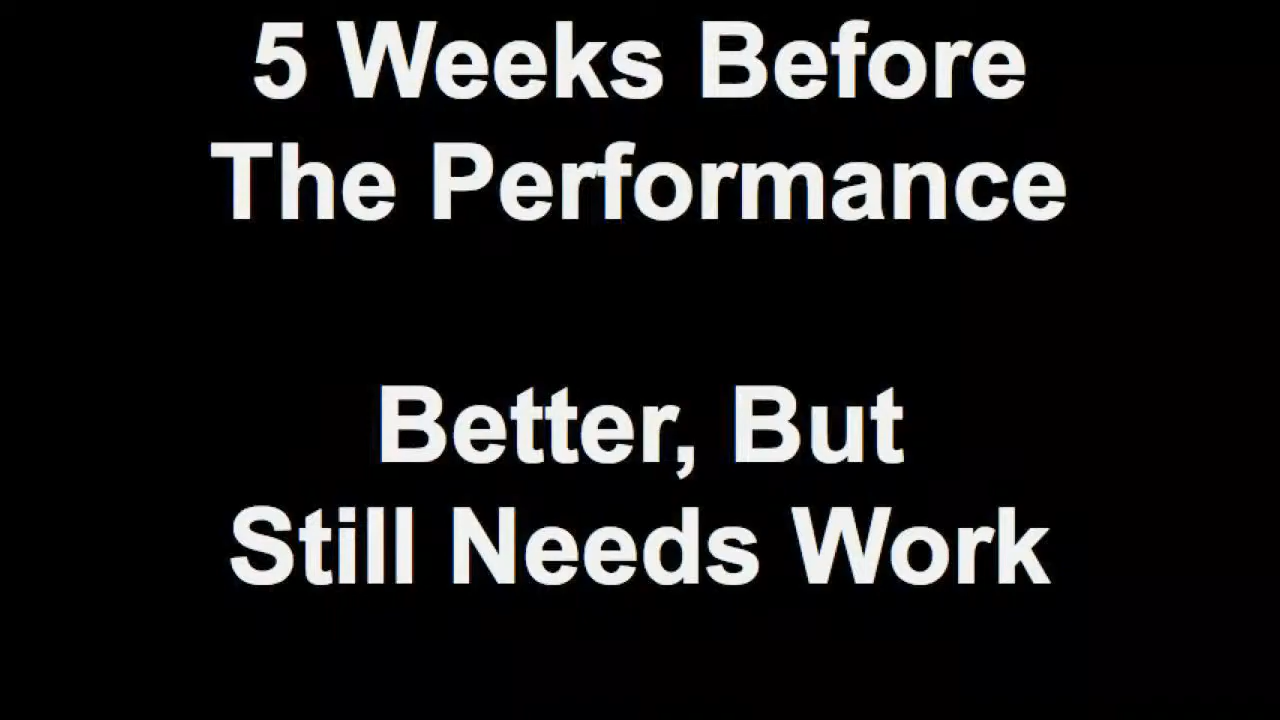 5 Weeks Before
The Performance
Better, But
Still Needs Work